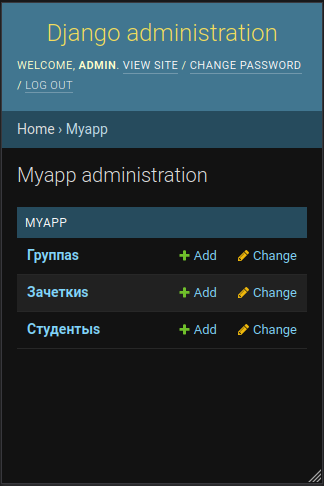 Django administration
WELCOME, ADMIN. VIEW SITE / CHANGE PASSWORD
/ LOG OUT
Home › Myapp
Myapp administration
MYAPP
Группаs Add Change
Зачеткиs Add Change
Студентыs Add Change